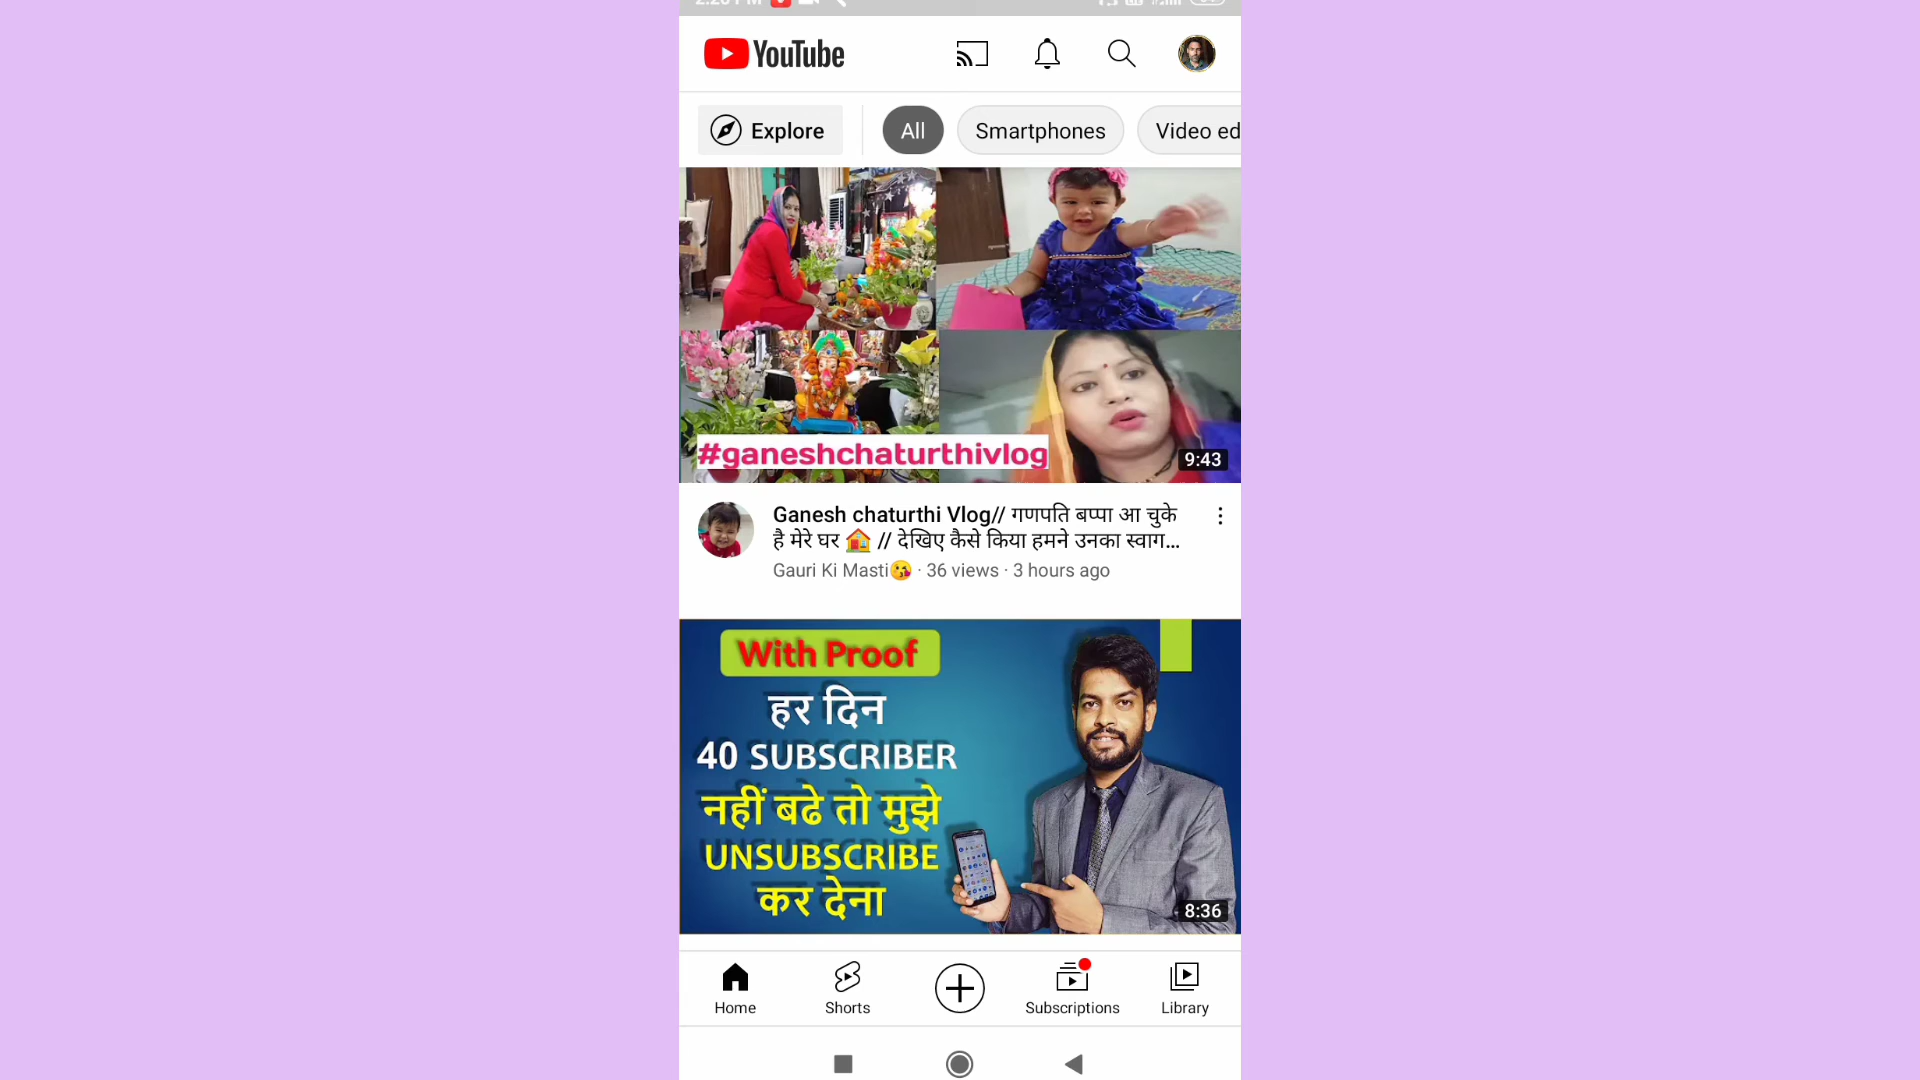 YouTube
Explore
All
Smartphones
Video ed
#ganeshchaturthivlog
9:43
Ganesh chaturthi Vlog// गणपति बप्पा आ चुके
है मेरे घर 🏠 // देखिए कैसे किया हमने उनका स्वाग...
Gauri Ki Masti😘 · 36 views · 3 hours ago
With Proof
हर दिन
40 SUBSCRIBER
नहीं बढे तो मुझे
UNSUBSCRIBE
कर देना
8:36
Home
Shorts
Subscriptions
Library